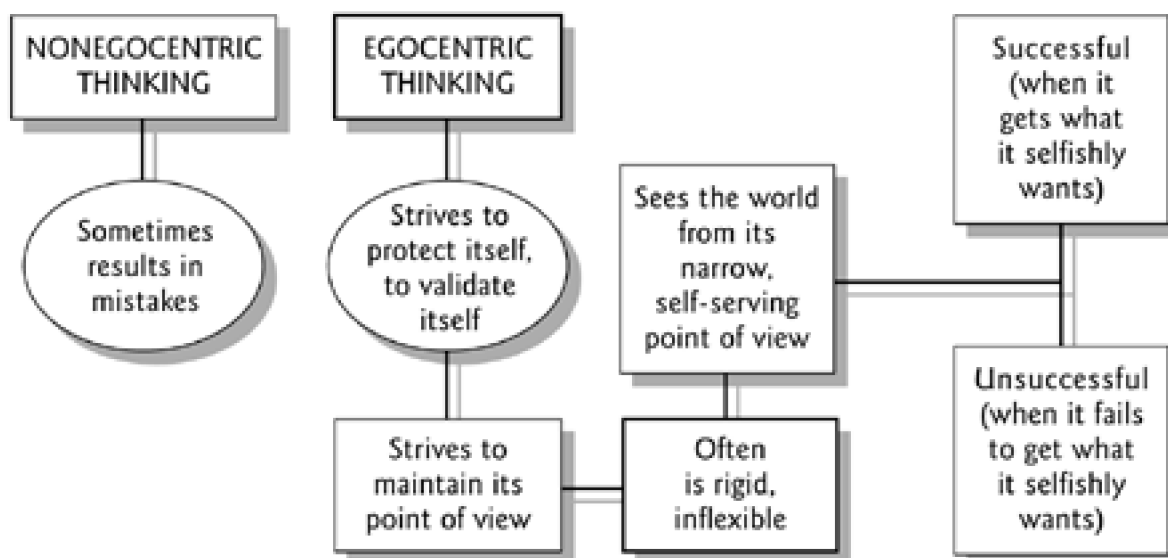 NONEGOCENTRIC
THINKING
Sometimes
results in
mistakes
EGOCENTRIC
THINKING
Strives to
protect itself,
to validate
itself
Strives to
maintain its
point of view
Often
is rigid,
inflexible
Sees the world
from its
narrow,
self-serving
point of view
Successful
(when it
gets what
it selfishly
wants)
Unsuccessful
(when it fails
to get what
it selfishly
wants)